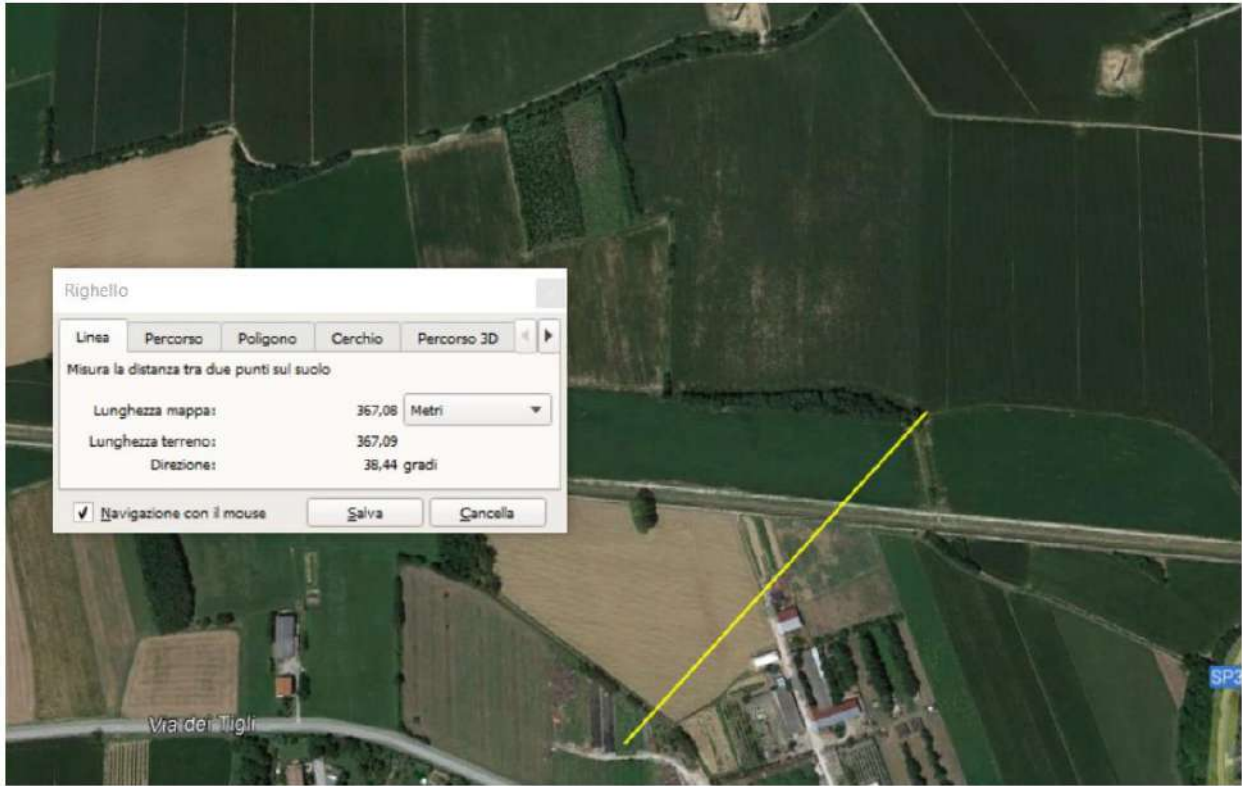 Righello
Linea Percorso Poligono Cerchio Percorso 3D
Misura la distanza tra due punti sul suolo
Lunghezza mappa: 367,08 Metri
Lunghezza terreno: 367,09
Direzione: 38,44 gradi
Navigazione con il mouse Salva Cancella
SP3
Via dei Tigli